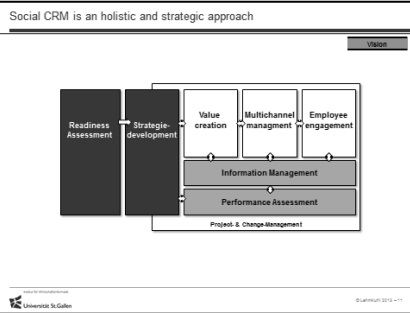 Social CRM is an holistic and strategic approach
Vision
Readiness
Assessment
Strategie-
development
Value
creation
Multichannel
managment
Employee
engagement
Information Management
Performance Assessment
Project- & Change-Management
Universität St.Gallen